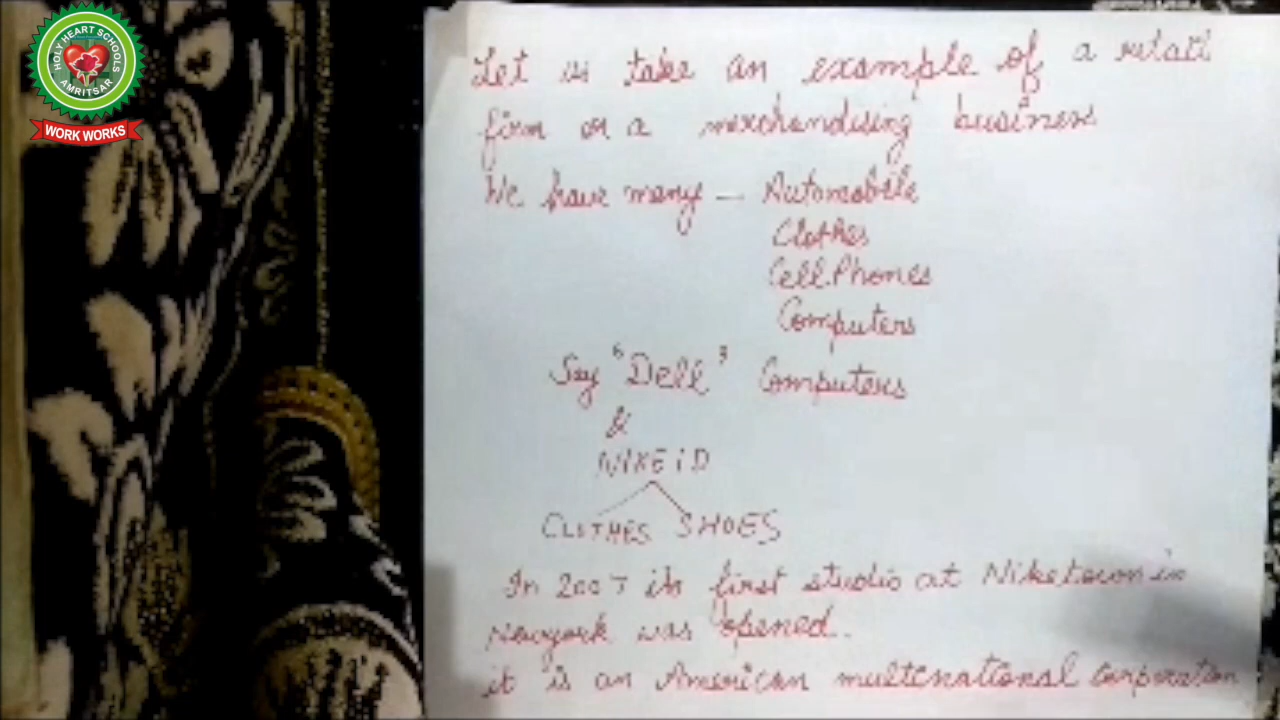 HOLY HEART SCHOOLS
AMRITSAR
WORK WORKS
Let us take an example of a retail
firm or a merchandising business
We have many – Automobile
Clothes
Cell.Phones
Computers
Say "Dell" Computers
&
NIKEiD
CLOTHES SHOES
In 2007 its first studio at Niketown in
Newyork was opened.
it is an American multinational corporation